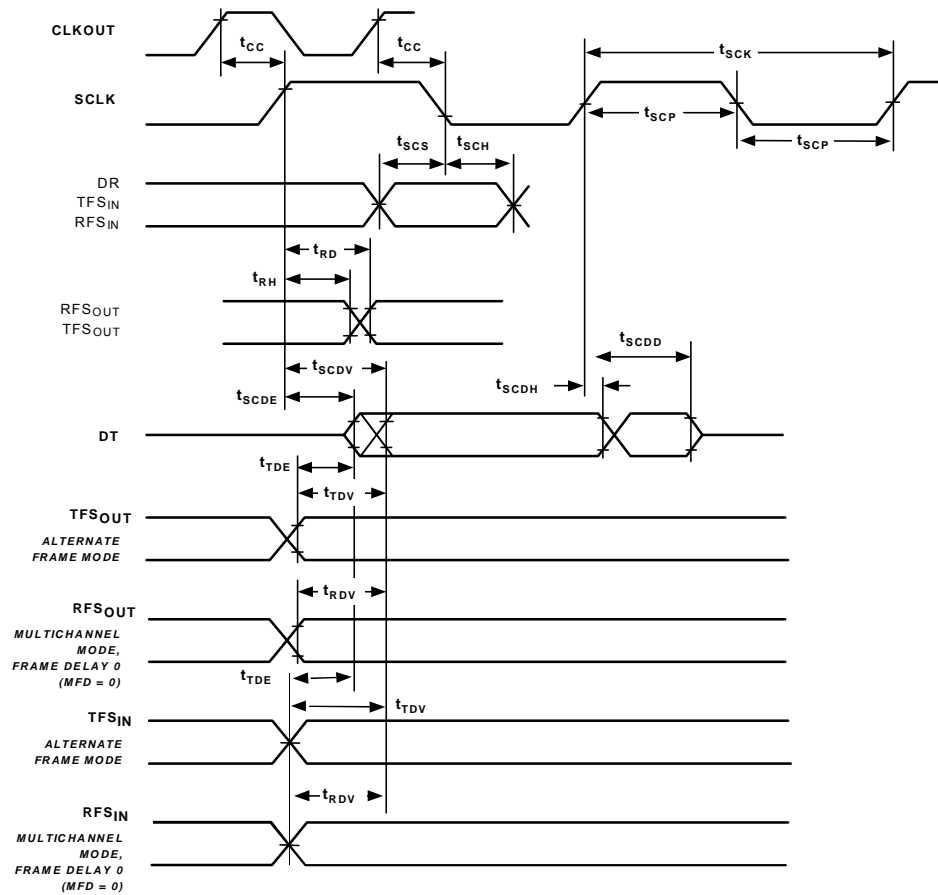 CLKOUT
tCC
tCC
tSCK
SCLK
tSCP
tSCP
tSCS
tSCH
DR
TFSIN
RFSIN
tRD
tRH
RFSOUT
TFSOUT
tSCDV
tSCDD
tSCDE
tSCDH
DT
tTDE
tTDV
TFSOUT
ALTERNATE
FRAME MODE
tRDV
RFSOUT
MULTICHANNEL
MODE,
FRAME DELAY 0
(MFD = 0)
tTDE
tTDV
TFSIN
ALTERNATE
FRAME MODE
tRDV
RFSIN
MULTICHANNEL
MODE,
FRAME DELAY 0
(MFD = 0)